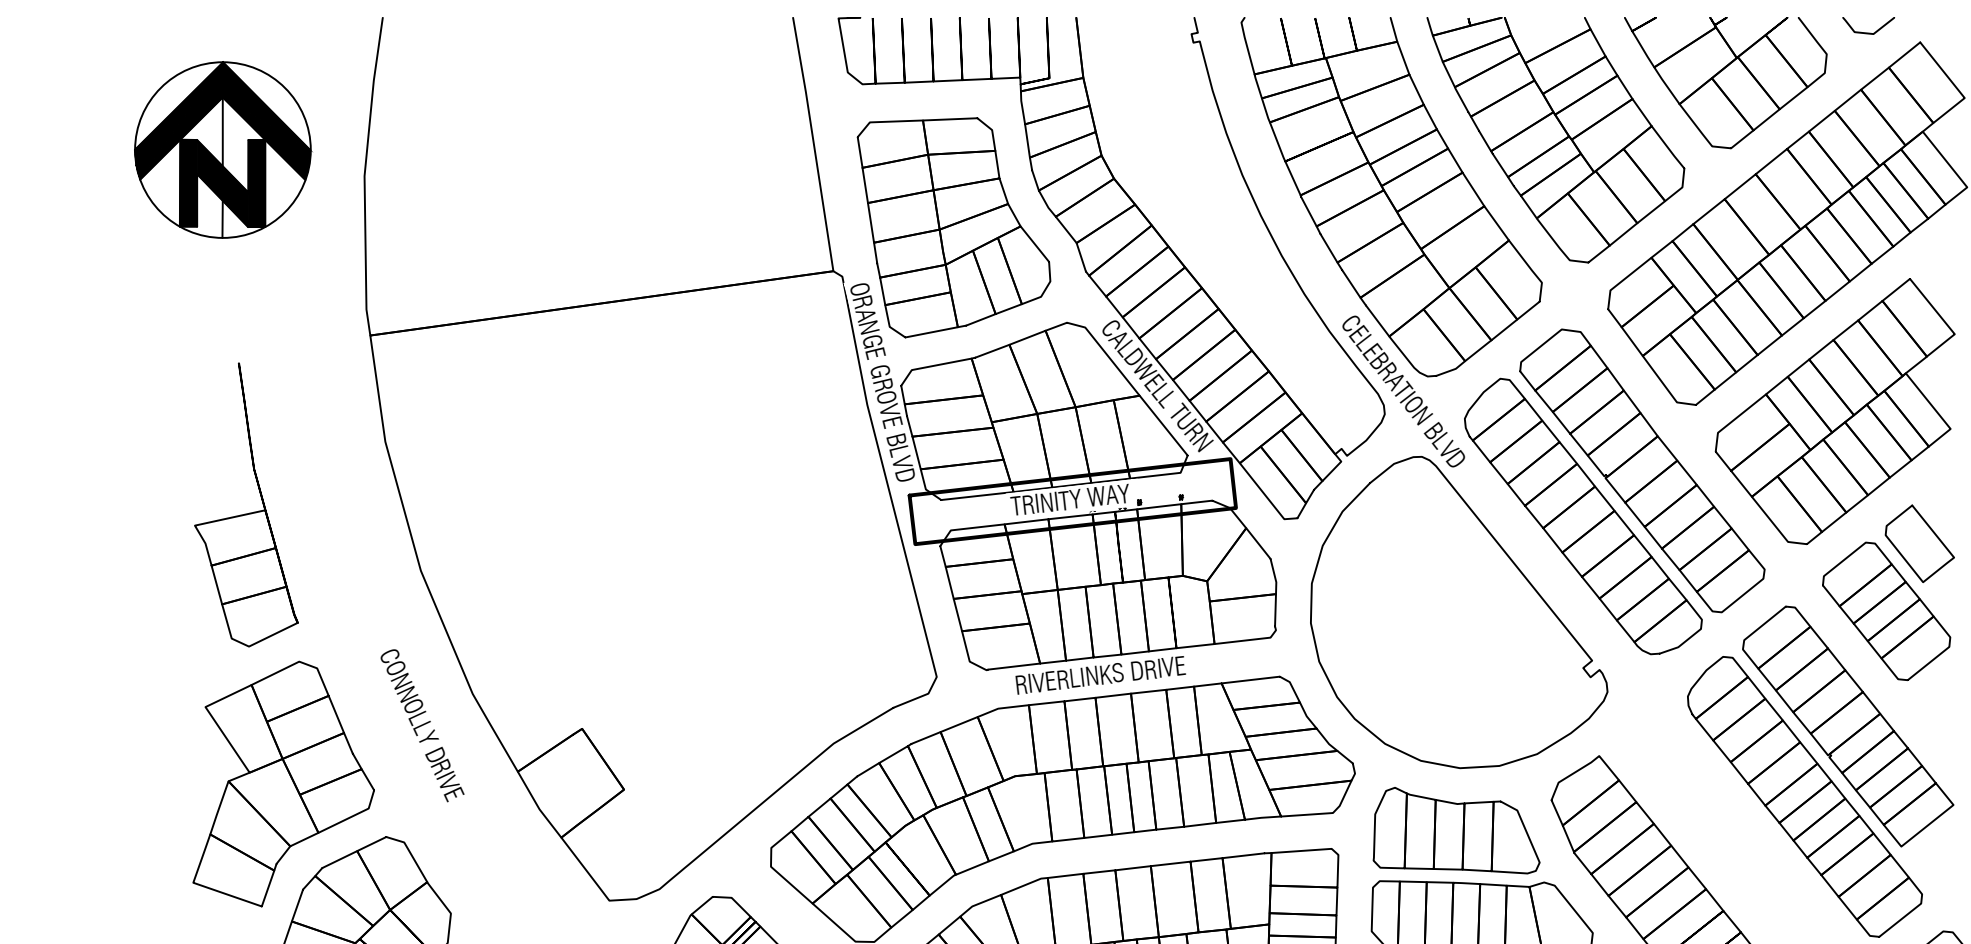 N
ORANGE GROVE BLVD
CALDWELL TURN
CELEBRATION BLVD
TRINITY WAY
RIVERLINKS DRIVE
CONNOLLY DRIVE